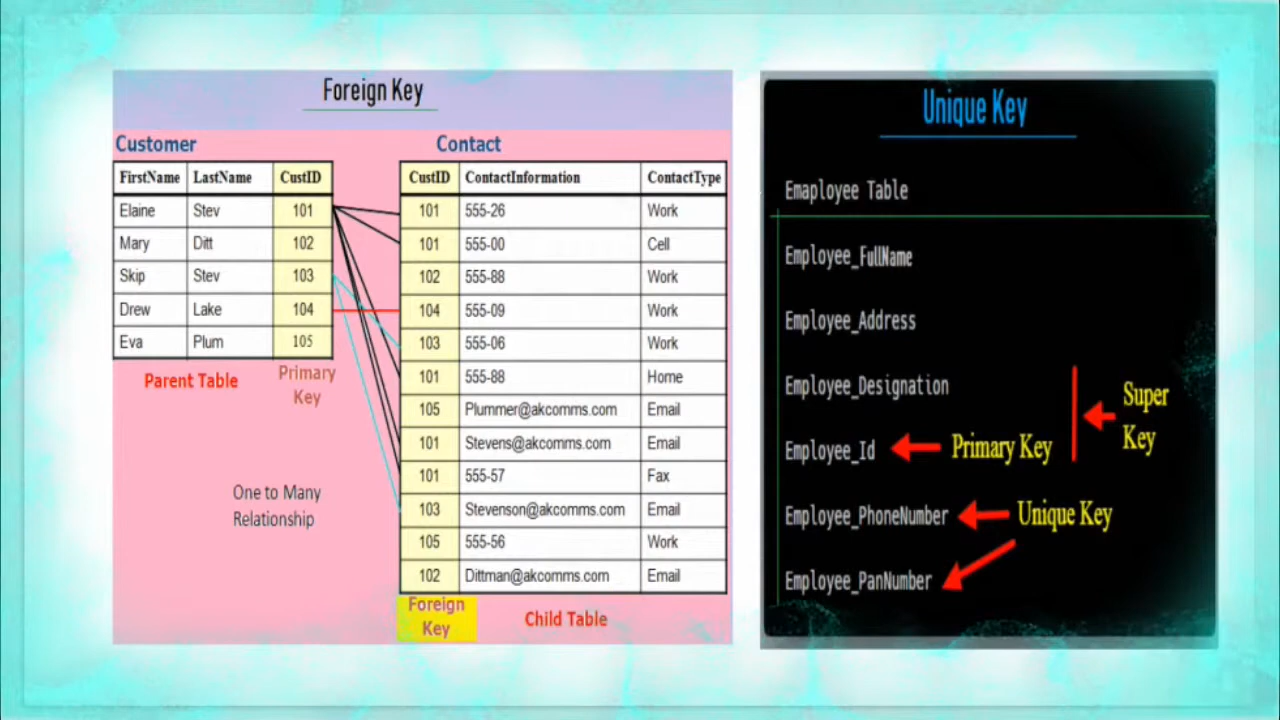 Foreign Key
Customer
FirstName LastName CustID
Elaine Stev 101
Mary Ditt 102
Skip Stev 103
Drew Lake 104
Eva Plum 105
Parent Table
Primary
Key
One to Many
Relationship
Contact
CustID ContactInformation ContactType
101 555-26 Work
101 555-00 Cell
102 555-88 Work
104 555-09 Work
103 555-06 Work
101 555-88 Home
105 Plummer@akcomms.com Email
101 Stevens@akcomms.com Email
101 555-57 Fax
103 Stevenson@akcomms.com Email
105 555-56 Work
102 Dittman@akcomms.com Email
Foreign
Key
Child Table
Unique Key
Emaployee Table
Employee_FullName
Employee_Address
Employee_Designation
Super
Key
Employee_Id Primary Key
Employee_PhoneNumber Unique Key
Employee_PanNumber